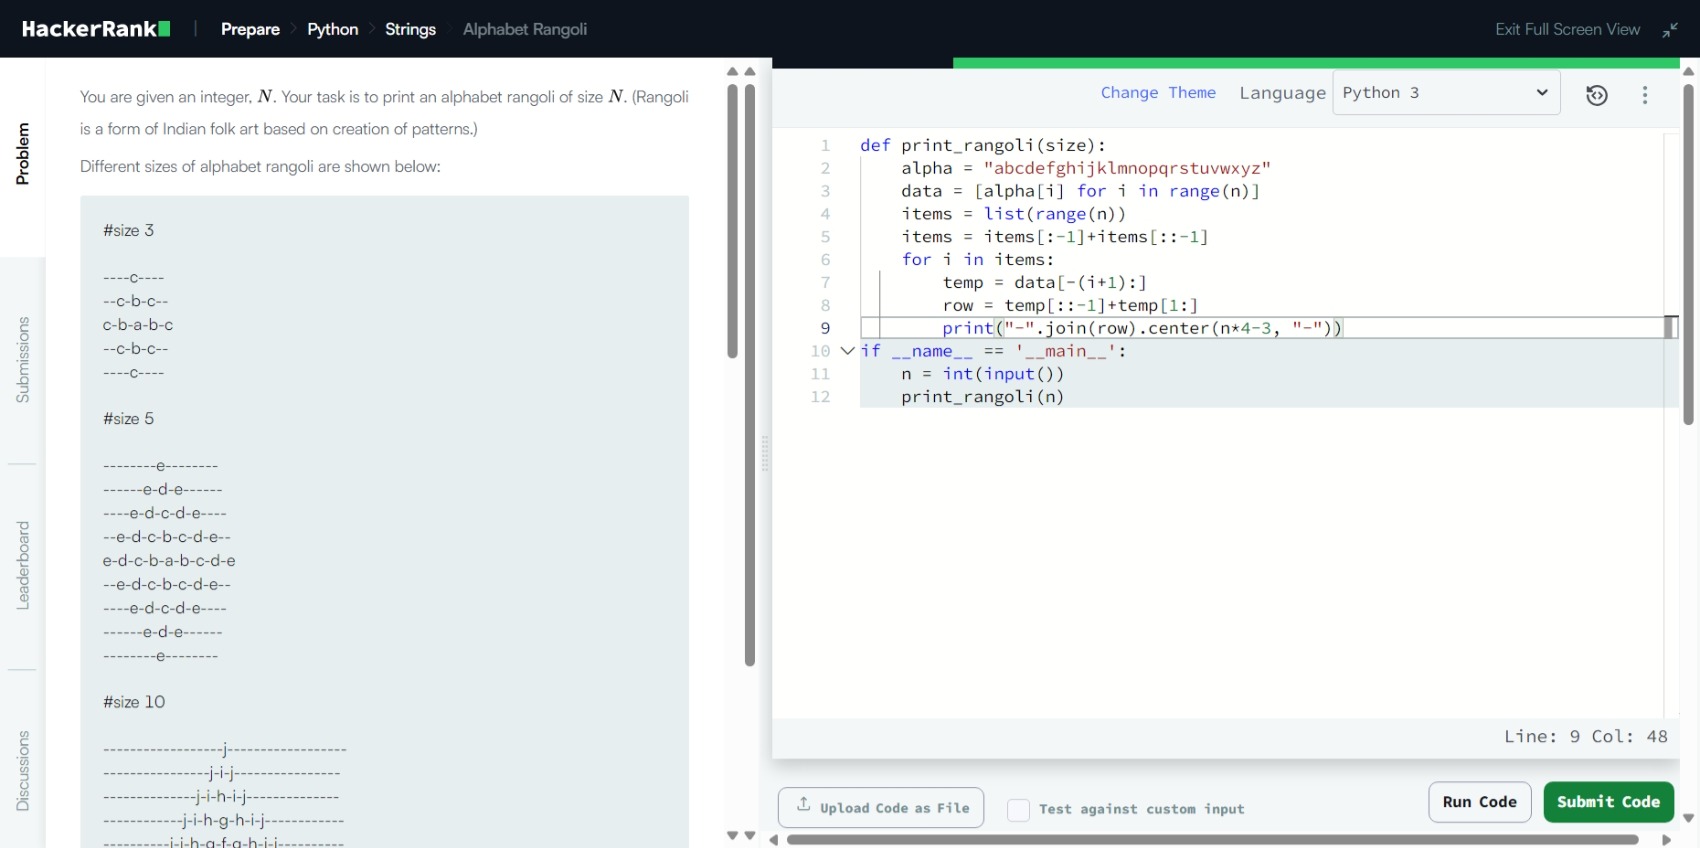 HackerRank
Prepare
Python
Strings
Alphabet Rangoli
Exit Full Screen View
Problem
Submissions
Leaderboard
Discussions
You are given an integer, N. Your task is to print an alphabet rangoli of size N. (Rangoli
is a form of Indian folk art based on creation of patterns.)
Different sizes of alphabet rangoli are shown below:
#size 3
----c----
--c-b-c--
c-b-a-b-c
--c-b-c--
----c----
#size 5
--------e--------
------e-d-e------
----e-d-c-d-e----
--e-d-c-b-c-d-e--
e-d-c-b-a-b-c-d-e
--e-d-c-b-c-d-e--
----e-d-c-d-e----
------e-d-e------
--------e--------
#size 10
------------------j------------------
----------------j-i-j----------------
--------------j-i-h-i-j--------------
------------j-i-h-g-h-i-j------------
----------j-i-h-g-f-g-h-i-j----------
Change Theme
Language
Python 3
1 def print_rangoli(size):
2     alpha = "abcdefghijklmnopqrstuvwxyz"
3     data = [alpha[i] for i in range(n)]
4     items = list(range(n))
5     items = items[:-1]+items[::-1]
6     for i in items:
7         temp = data[-(i+1):]
8         row = temp[::-1]+temp[1:]
9         print("-".join(row).center(n*4-3, "-"))
10 if __name__ == '__main__':
11     n = int(input())
12     print_rangoli(n)
Line: 9 Col: 48
Upload Code as File
Test against custom input
Run Code
Submit Code